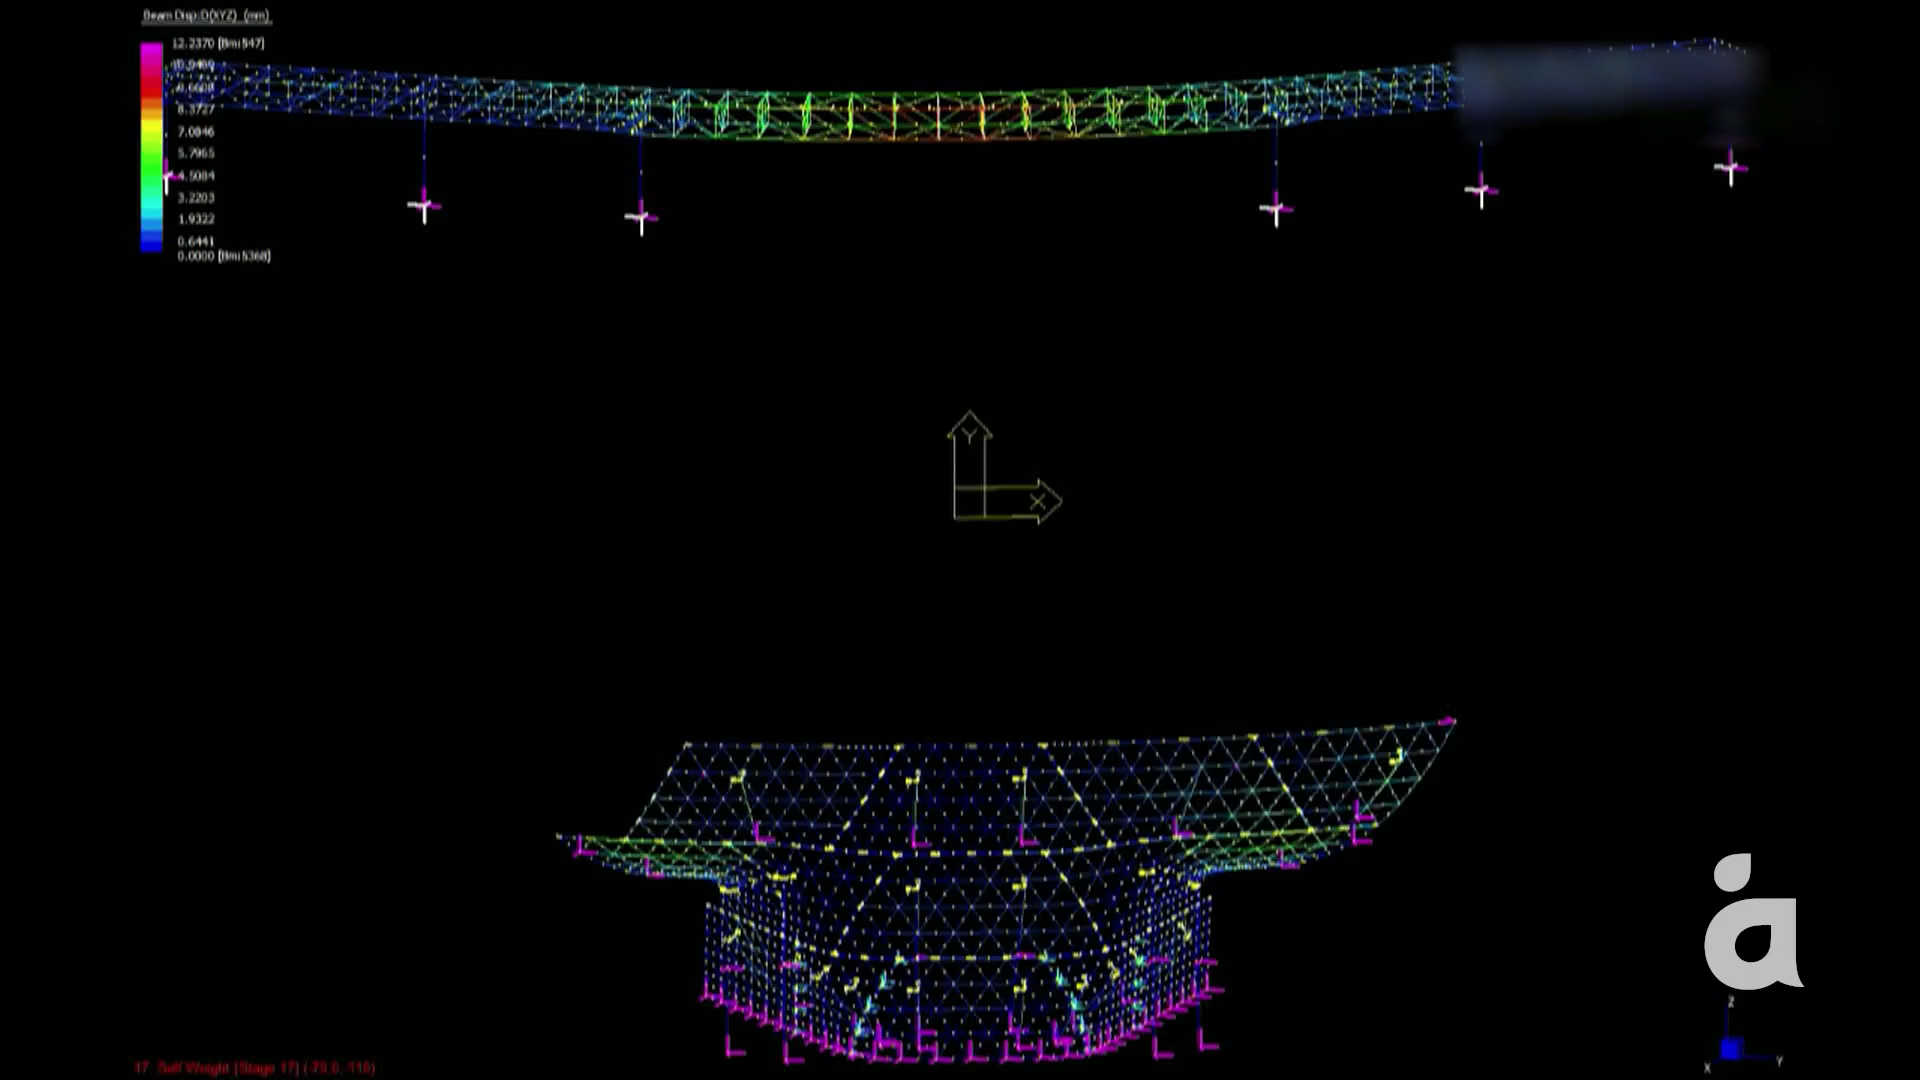 Beam Disp:D(XYZ) (mm)
12.2370 [Bm:547]
8.3727
7.0846
5.7965
4.5084
3.2203
1.9322
0.6441
0.0000 [Bm:5368]
Y
X
á
Z
Y
X
17: Self Weight [Stage 17]